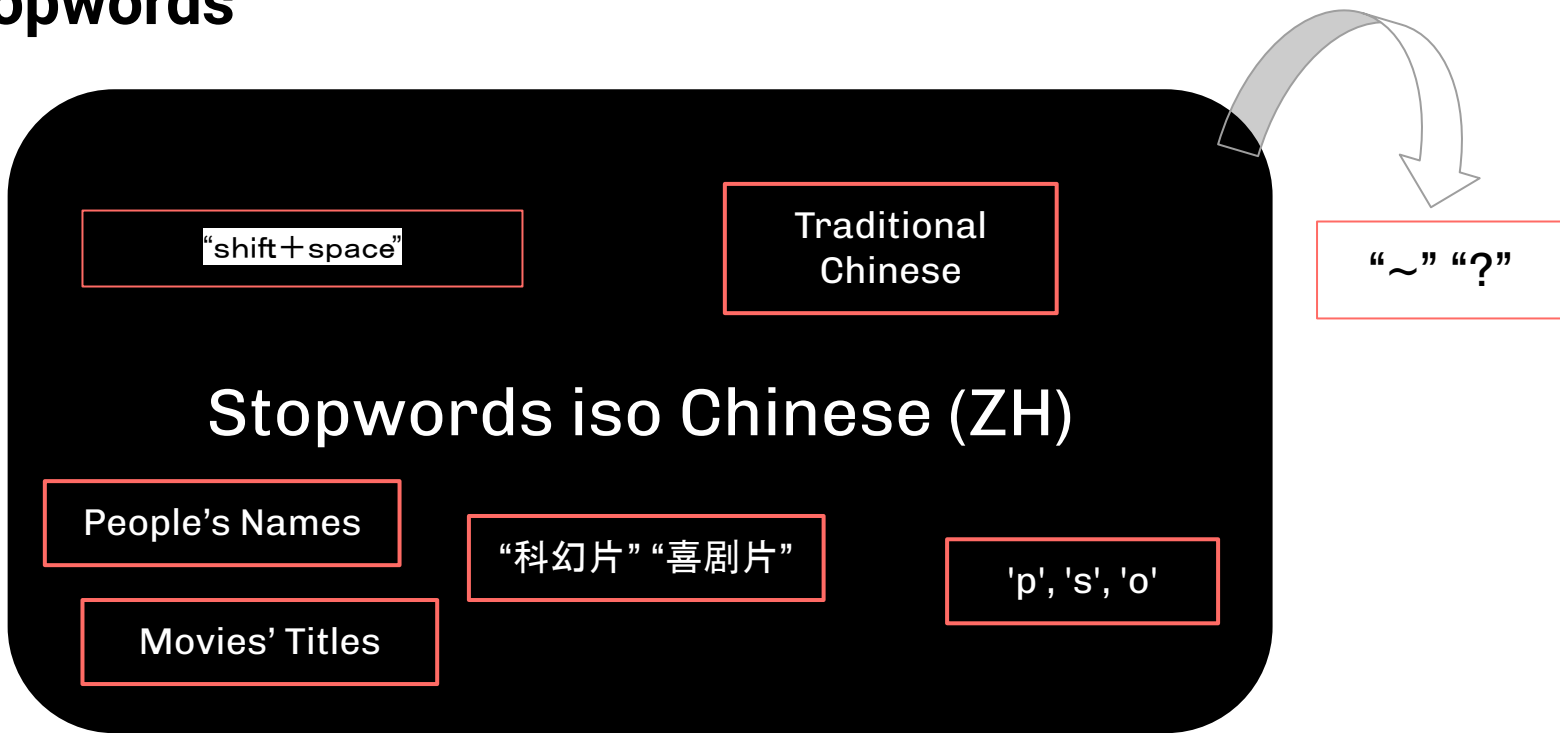 opwords
“shift＋space”
Traditional
Chinese
“~” “?”
Stopwords iso Chinese (ZH)
People’s Names
“科幻片” “喜剧片”
'p', 's', 'o'
Movies’ Titles